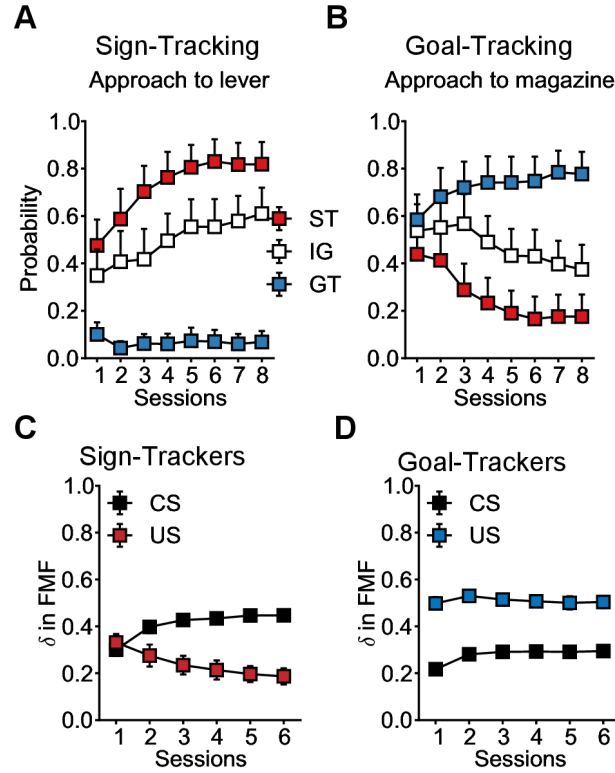 A
Sign-Tracking
Approach to lever
Probability
1.0
0.8
0.6
0.4
0.2
0.0
1 2 3 4 5 6 7 8
Sessions
ST
IG
GT
B
Goal-Tracking
Approach to magazine
1.0
0.8
0.6
0.4
0.2
0.0
1 2 3 4 5 6 7 8
Sessions
C
Sign-Trackers
CS
US
δ in FMF
1.0
0.8
0.6
0.4
0.2
0.0
1 2 3 4 5 6
Sessions
D
Goal-Trackers
CS
US
δ in FMF
1.0
0.8
0.6
0.4
0.2
0.0
1 2 3 4 5 6
Sessions